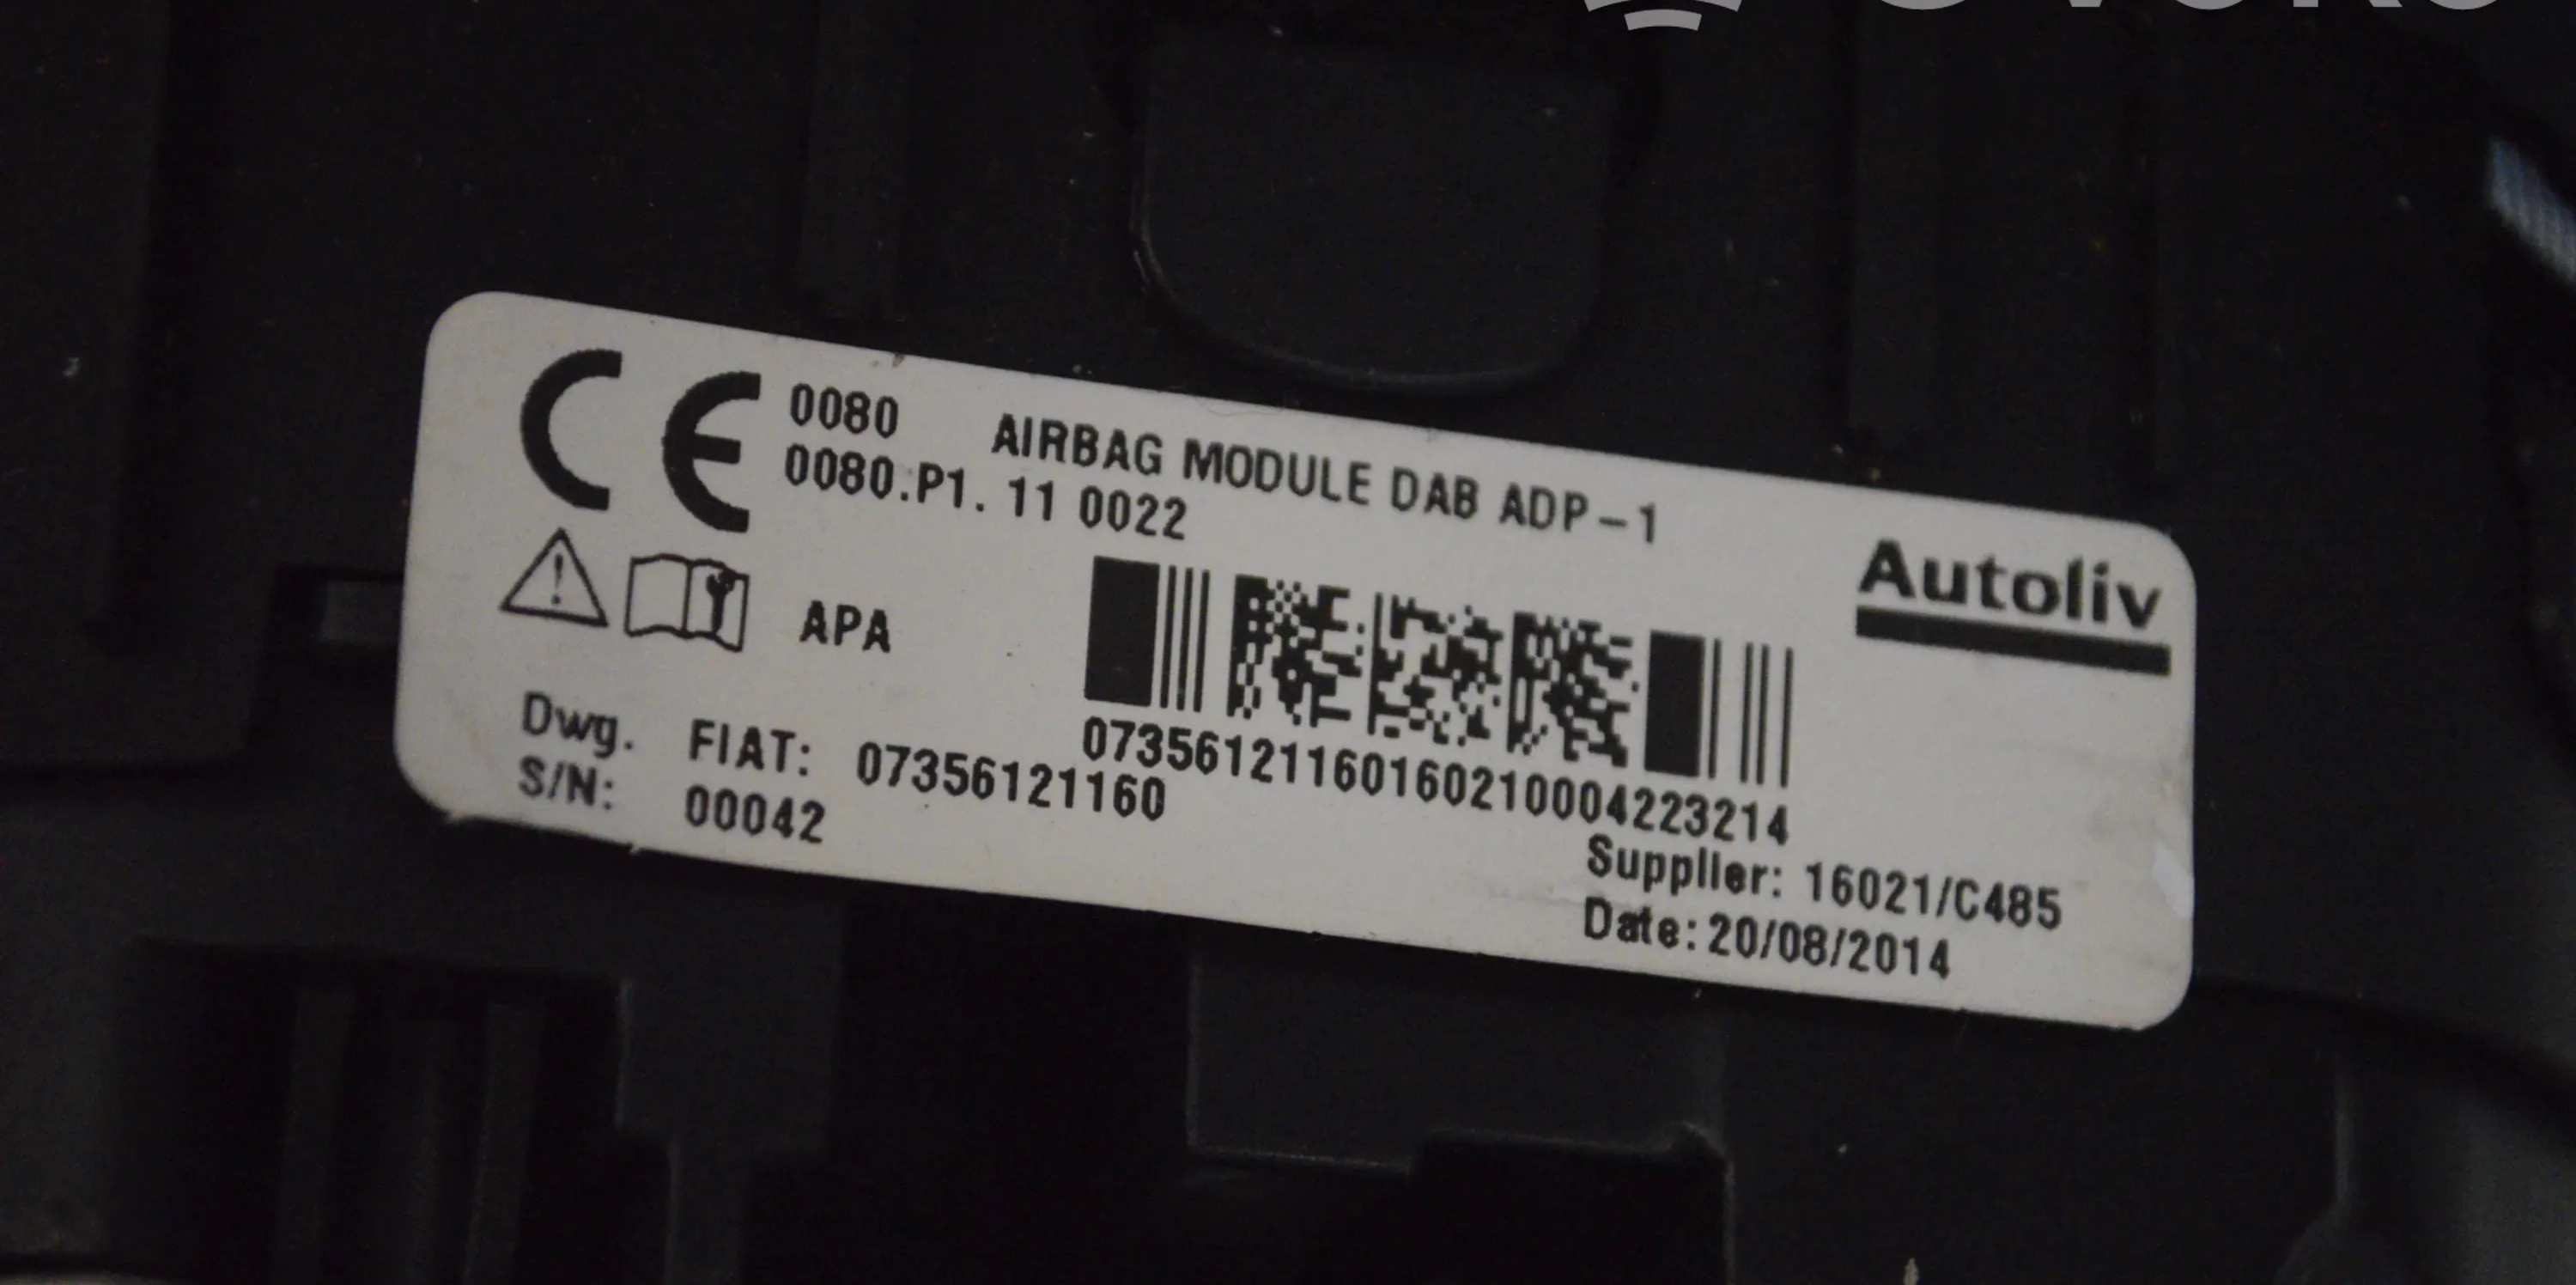 CE 0080 AIRBAG MODULE DAB ADP-1
0080.P1. 11 0022
Autoliv
APA
07356121160160210004223214
Dwg. FIAT: 07356121160
S/N: 00042
Supplier: 16021/C485
Date: 20/08/2014